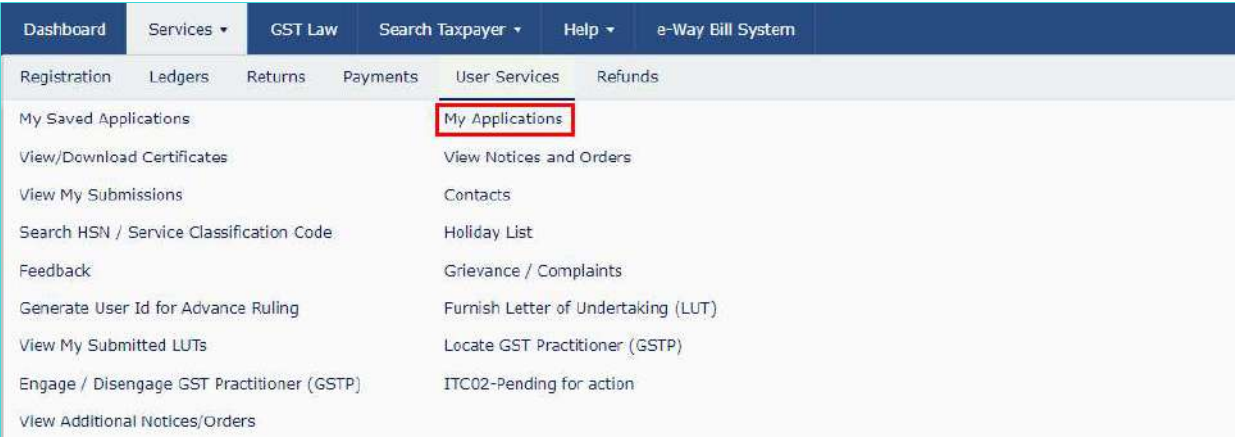 Dashboard Services ▾ GST Law Search Taxpayer ▾ Help ▾ e-Way Bill System
Registration Ledgers Returns Payments User Services Refunds
My Saved Applications My Applications
View/Download Certificates View Notices and Orders
View My Submissions Contacts
Search HSN / Service Classification Code Holiday List
Feedback Grievance / Complaints
Generate User Id for Advance Ruling Furnish Letter of Undertaking (LUT)
View My Submitted LUTs Locate GST Practitioner (GSTP)
Engage / Disengage GST Practitioner (GSTP) ITC02-Pending for action
View Additional Notices/Orders